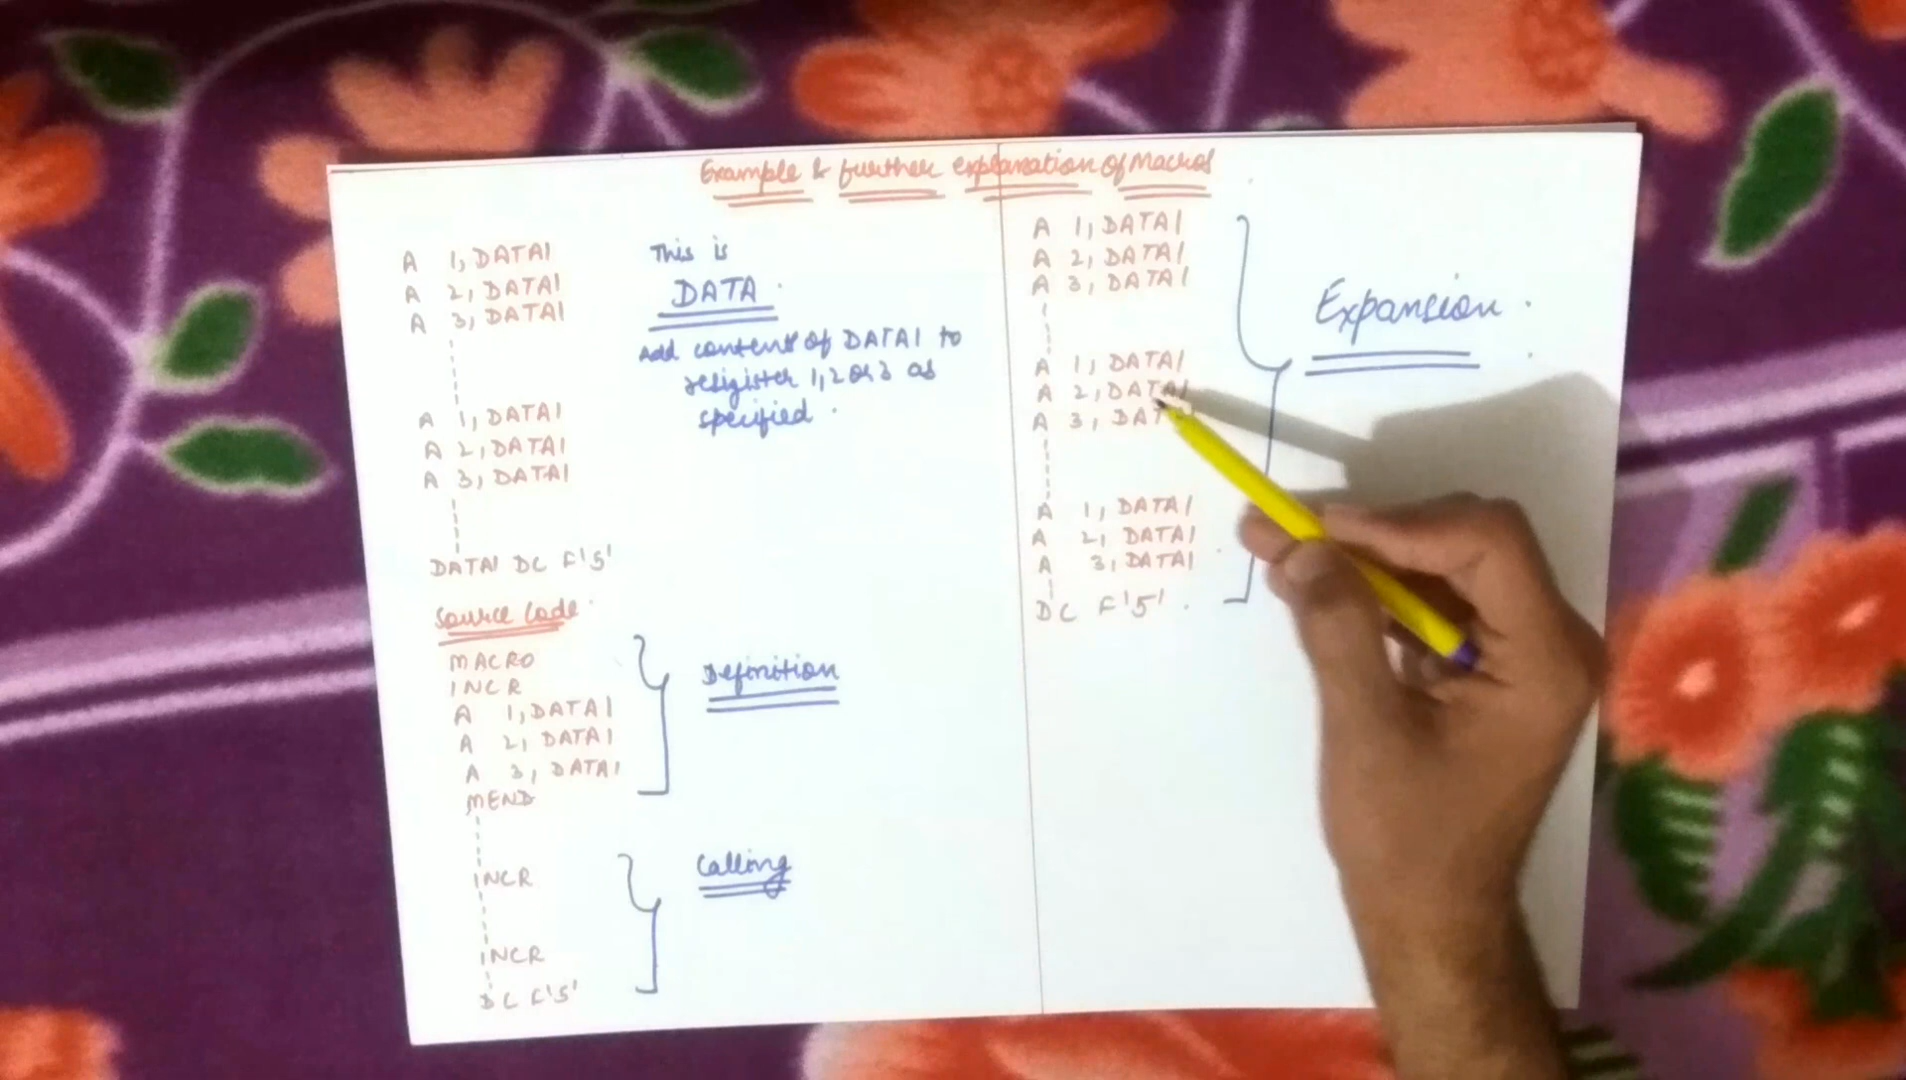 Example & further explanation of Macros
A 1, DATA1
A 2, DATA1
A 3, DATA1
A 1, DATA1
A 2, DATA1
A 3, DATA1
DATA1 DC F'5'
This is
DATA.
Add content of DATA1 to
register 1, 2 or 3 as
specified.
Source Code.
MACRO
INCR
A 1, DATA1
A 2, DATA1
A 3, DATA1
MEND
Definition
INCR
INCR
DC F'5'
Calling
A 1, DATA1
A 2, DATA1
A 3, DATA1
A 1, DATA1
A 2, DATA1
A 3, DAT
A 1, DATA1
A 2, DATA1
A 3, DATA1
DC F'5'.
Expansion.